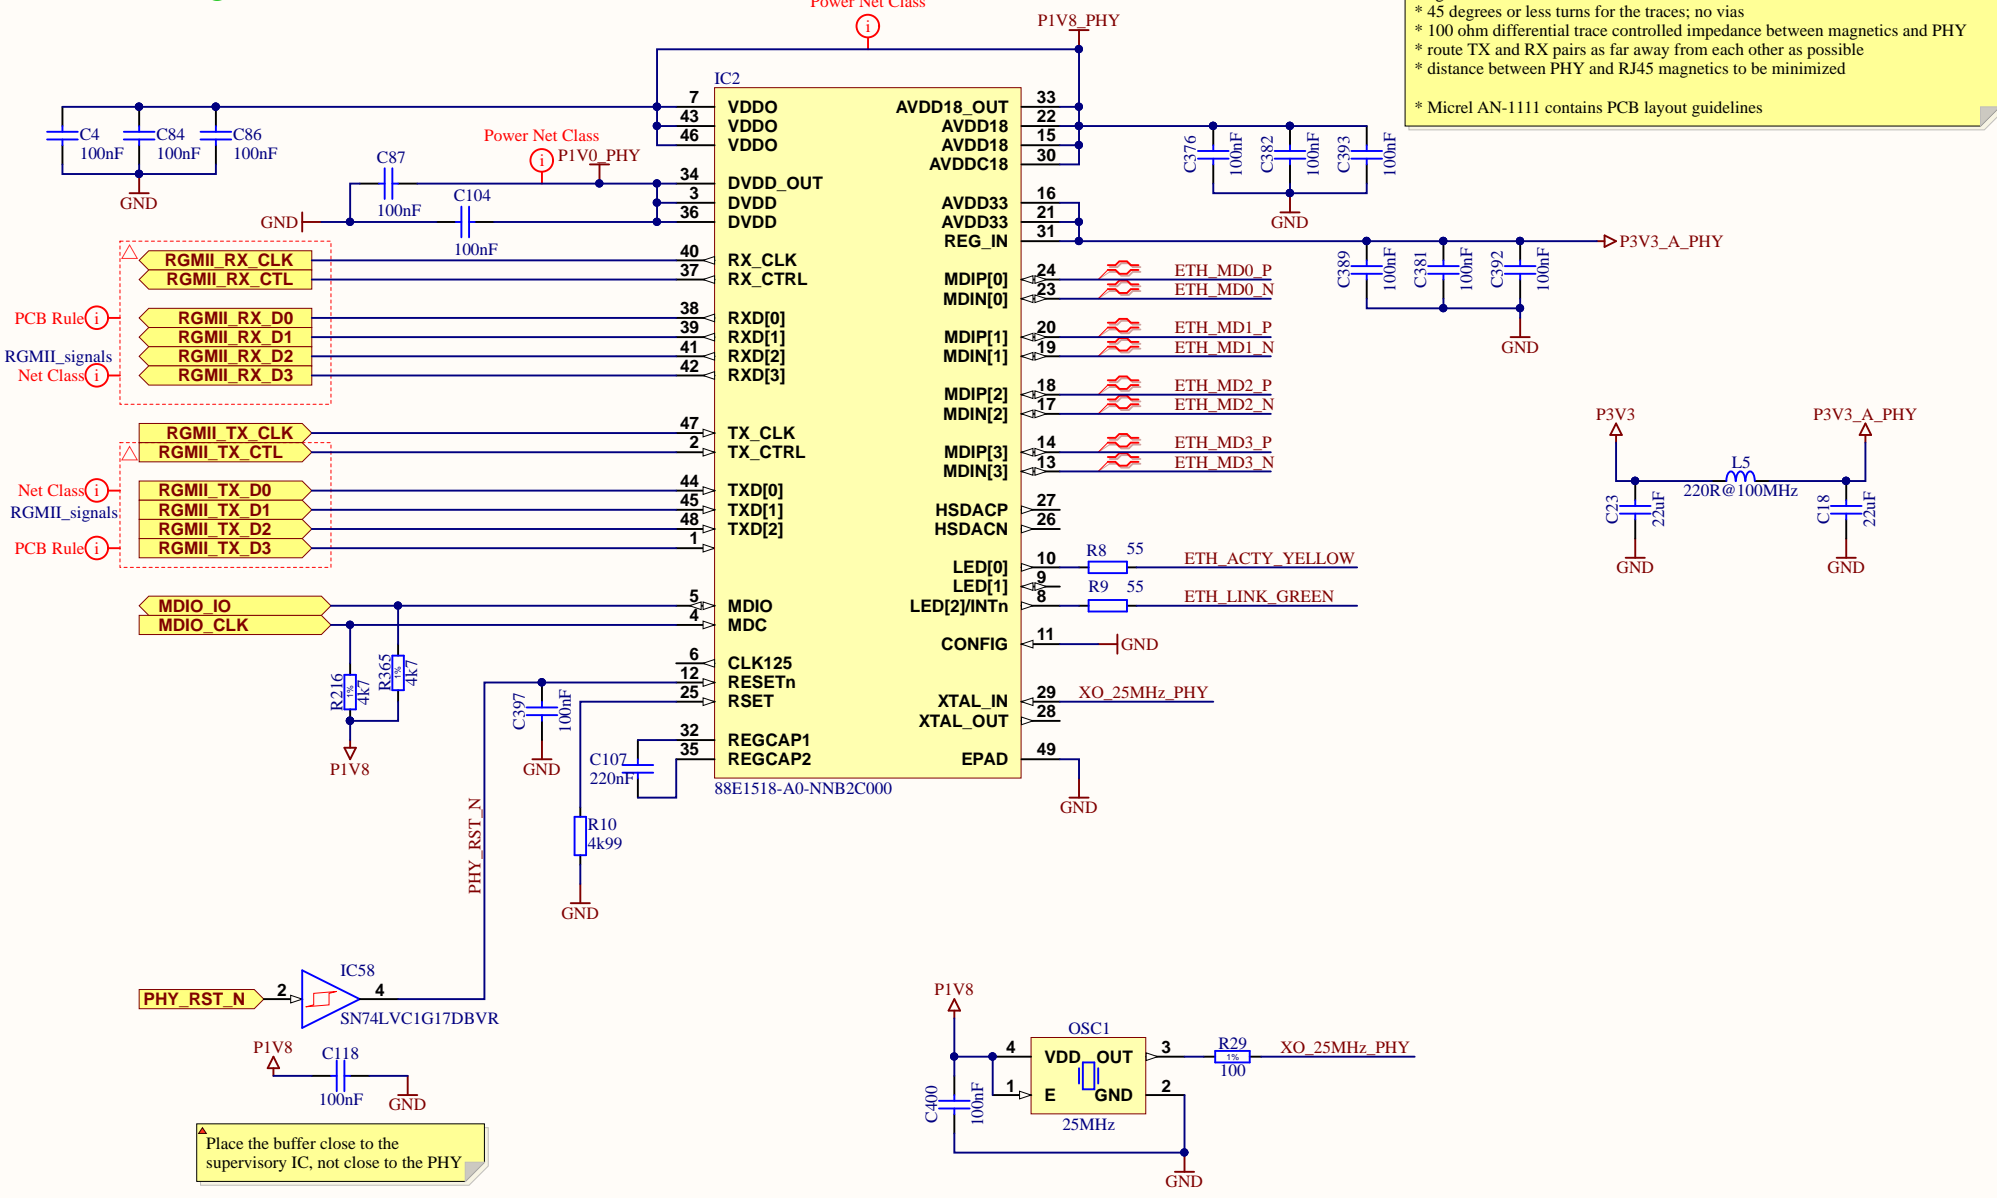 Power Net Class
P1V8_PHY
* 45 degrees or less turns for the traces; no vias
* 100 ohm differential trace controlled impedance between magnetics and PHY
* route TX and RX pairs as far away from each other as possible
* distance between PHY and RJ45 magnetics to be minimized
* Micrel AN-1111 contains PCB layout guidelines
IC2
C4
100nF
C84
100nF
C86
100nF
GND
Power Net Class
P1V0_PHY
C87
100nF
C104
100nF
GND
7 VDDO
43 VDDO
46 VDDO
34 DVDD_OUT
3 DVDD
36 DVDD
40 RX_CLK
37 RX_CTRL
38 RXD[0]
39 RXD[1]
41 RXD[2]
42 RXD[3]
47 TX_CLK
2 TX_CTRL
44 TXD[0]
45 TXD[1]
48 TXD[2]
1
5 MDIO
4 MDC
6 CLK125
12 RESETn
25 RSET
32 REGCAP1
35 REGCAP2
AVDD18_OUT 33
AVDD18 22
AVDD18 15
AVDDC18 30
AVDD33 16
AVDD33 21
REG_IN 31
MDIP[0] 24 ETH_MD0_P
MDIN[0] 23 ETH_MD0_N
MDIP[1] 20 ETH_MD1_P
MDIN[1] 19 ETH_MD1_N
MDIP[2] 18 ETH_MD2_P
MDIN[2] 17 ETH_MD2_N
MDIP[3] 14 ETH_MD3_P
MDIN[3] 13 ETH_MD3_N
HSDACP 27
HSDACN 26
LED[0] 10 R8 55 ETH_ACTY_YELLOW
LED[1] 9
LED[2]/INTn 8 R9 55 ETH_LINK_GREEN
CONFIG 11 GND
XTAL_IN 29 XO_25MHz_PHY
XTAL_OUT 28
EPAD 49
GND
88E1518-A0-NNB2C000
C376
100nF
C382
100nF
C393
100nF
GND
P3V3_A_PHY
C389
100nF
C381
100nF
C392
100nF
GND
RGMII_RX_CLK
RGMII_RX_CTL
PCB Rule i
RGMII_RX_D0
RGMII_RX_D1
RGMII_signals
RGMII_RX_D2
Net Class i
RGMII_RX_D3
RGMII_TX_CLK
RGMII_TX_CTL
Net Class i
RGMII_TX_D0
RGMII_signals
RGMII_TX_D1
RGMII_TX_D2
PCB Rule i
RGMII_TX_D3
MDIO_IO
MDIO_CLK
R216
1%
4k7
R365
1%
4k7
P1V8
C397
100nF
GND
C107
220nF
R10
4k99
GND
PHY_RST_N
P3V3
P3V3_A_PHY
L5
220R@100MHz
C23
22uF
GND
C18
22uF
GND
IC58
PHY_RST_N 2 4
SN74LVC1G17DBVR
P1V8
C118
100nF
GND
Place the buffer close to the
supervisory IC, not close to the PHY
P1V8
OSC1
4 VDD OUT 3
1 E GND 2
25MHz
C400
100nF
R29
1%
100
XO_25MHz_PHY
GND